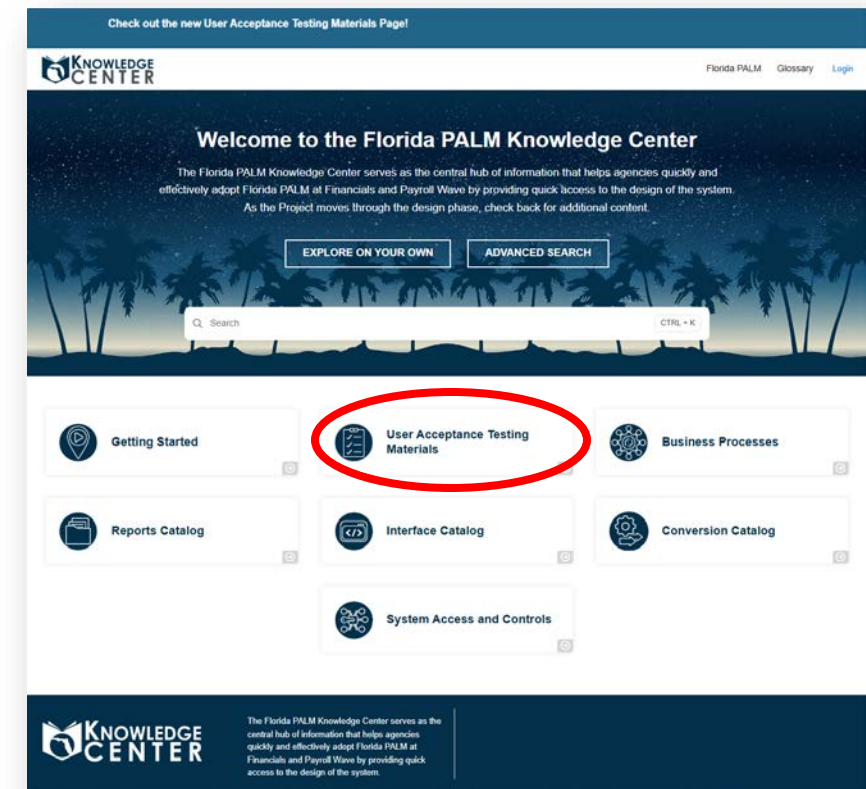 Check out the new User Acceptance Testing Materials Page!
KNOWLEDGE
CENTER
Florida PALM Glossary Login
Welcome to the Florida PALM Knowledge Center
The Florida PALM Knowledge Center serves as the central hub of information that helps agencies quickly and
effectively adopt Florida PALM at Financials and Payroll Wave by providing quick access to the design of the system.
As the Project moves through the design phase, check back for additional content.
EXPLORE ON YOUR OWN
ADVANCED SEARCH
Search
CTRL + K
Getting Started
User Acceptance Testing
Materials
Business Processes
Reports Catalog
Interface Catalog
Conversion Catalog
System Access and Controls
KNOWLEDGE
CENTER
The Florida PALM Knowledge Center serves as the
central hub of information that helps agencies
quickly and effectively adopt Florida PALM at
Financials and Payroll Wave by providing quick
access to the design of the system.